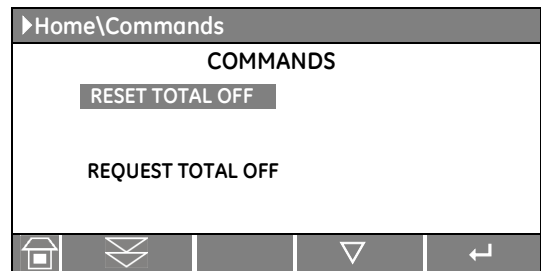 Home\Commands
COMMANDS
RESET TOTAL OFF
REQUEST TOTAL OFF